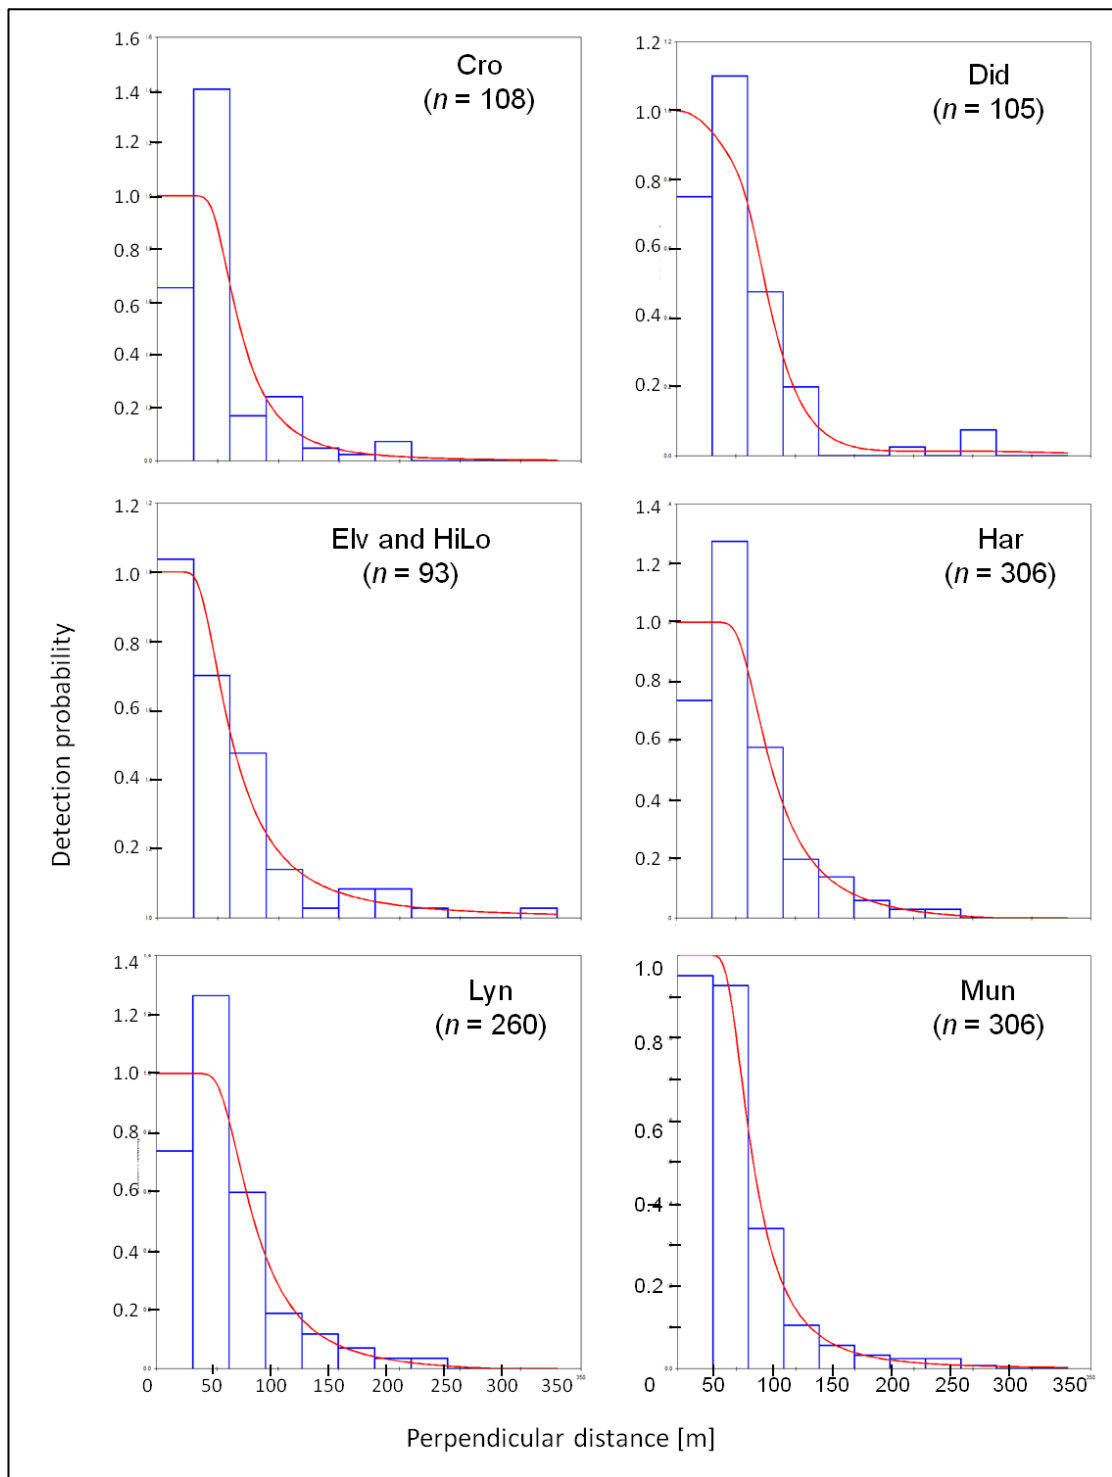 1.6
1.4
1.2
1.0
0.8
0.6
0.4
0.2
Cro
(n = 108)
1.2
1.0
0.8
0.6
0.4
0.2
Did
(n = 105)
1.2
1.0
0.8
0.6
0.4
0.2
Elv and HiLo
(n = 93)
1.4
1.2
1.0
0.8
0.6
0.4
0.2
Har
(n = 306)
Detection probability
1.4
1.2
1.0
0.8
0.6
0.4
0.2
Lyn
(n = 260)
0 50 100 150 200 250 300 350
1.0
0.8
0.6
0.4
0.2
Mun
(n = 306)
0 50 100 150 200 250 300 350
Perpendicular distance [m]